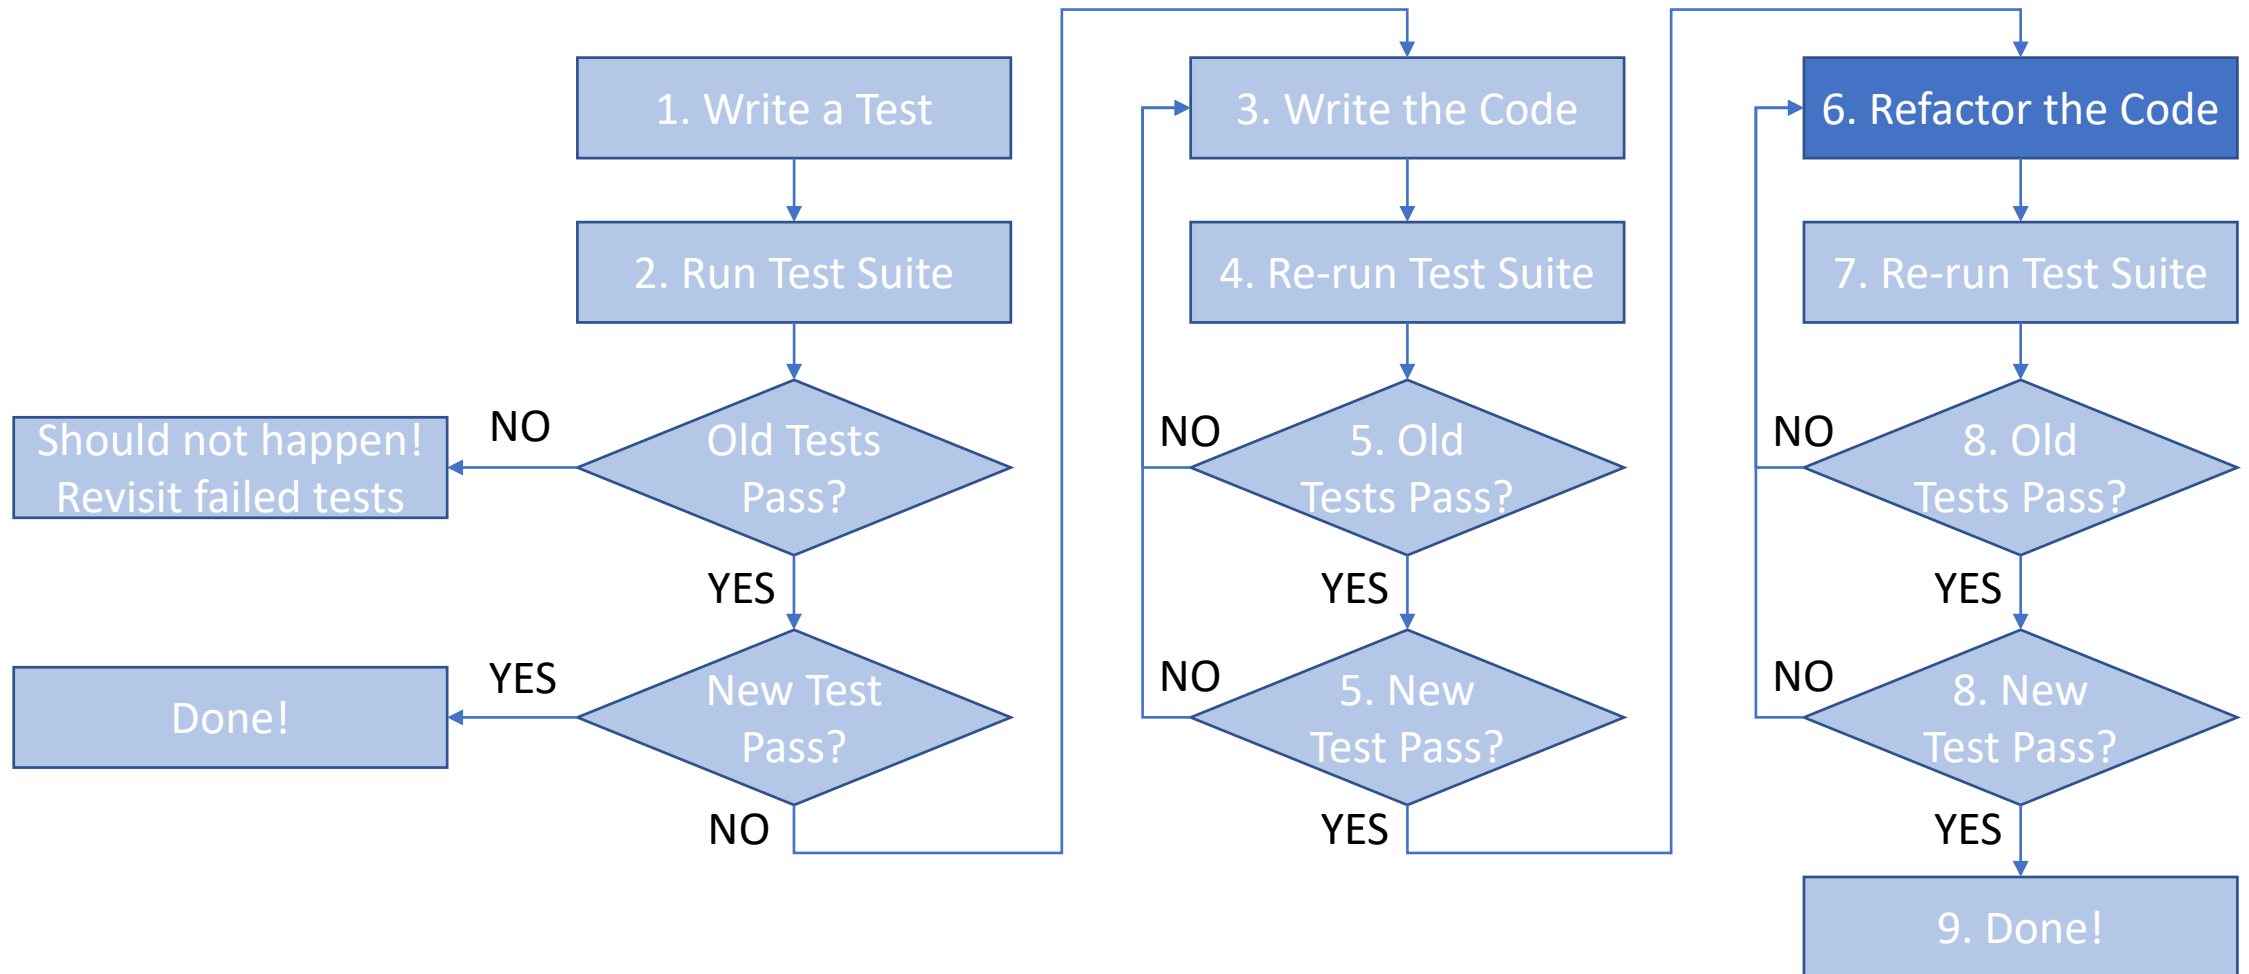 1. Write a Test
2. Run Test Suite
Old Tests
Pass?
NO
Should not happen!
Revisit failed tests
YES
New Test
Pass?
YES
Done!
NO
3. Write the Code
4. Re-run Test Suite
5. Old
Tests Pass?
NO
YES
5. New
Test Pass?
NO
YES
6. Refactor the Code
7. Re-run Test Suite
8. Old
Tests Pass?
NO
YES
8. New
Test Pass?
NO
YES
9. Done!